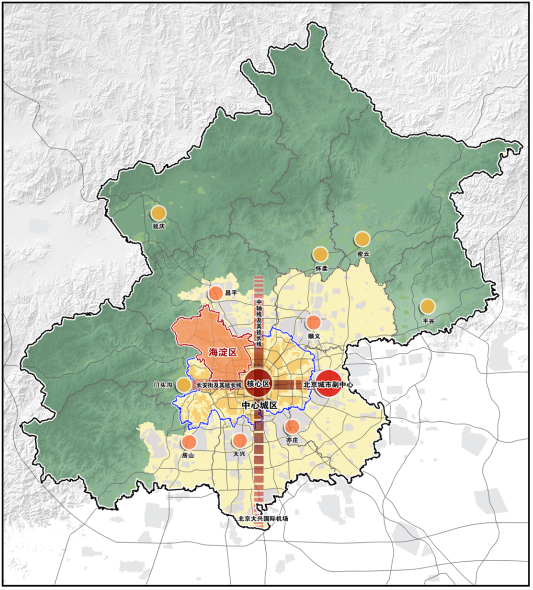 延庆
密云
怀柔
昌平
平谷
中轴线及其延长线
顺义
海淀区
门头沟
长安街及其延长线
核心区
北京城市副中心
中心城区
亦庄
大兴
房山
北京大兴国际机场